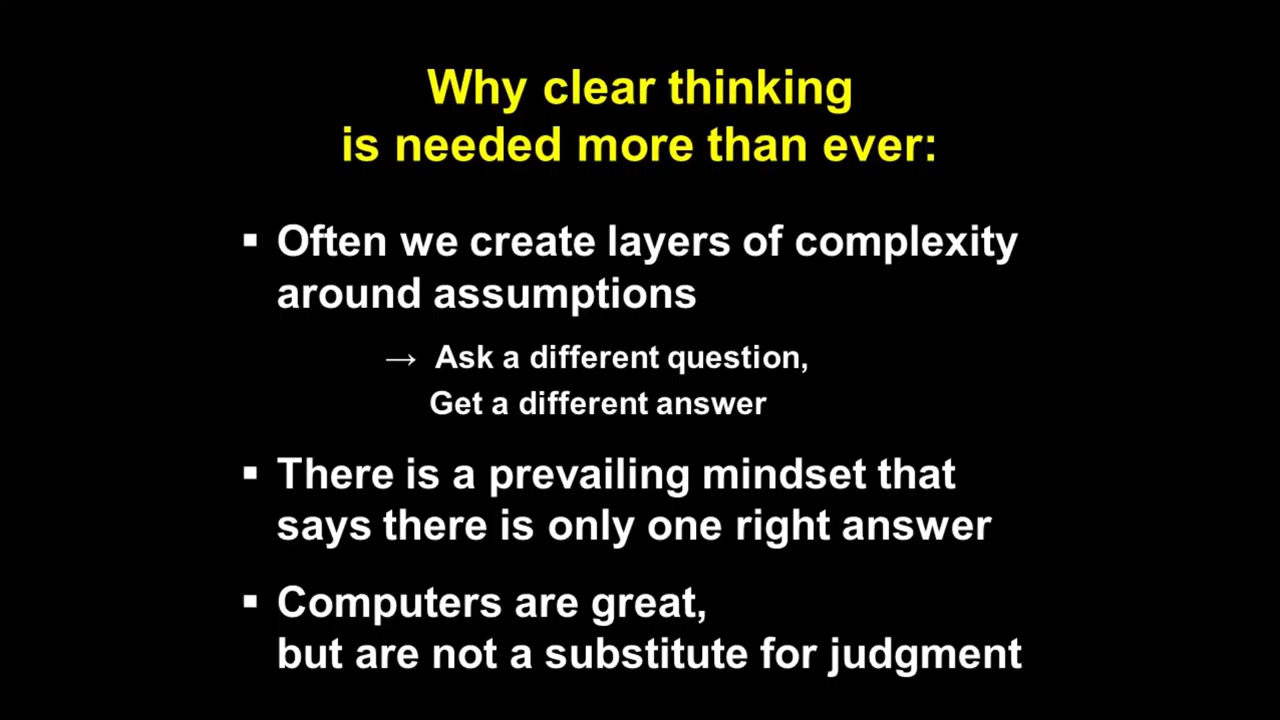 Why clear thinking
is needed more than ever:
▪ Often we create layers of complexity
around assumptions
→ Ask a different question,
Get a different answer
▪ There is a prevailing mindset that
says there is only one right answer
▪ Computers are great,
but are not a substitute for judgment